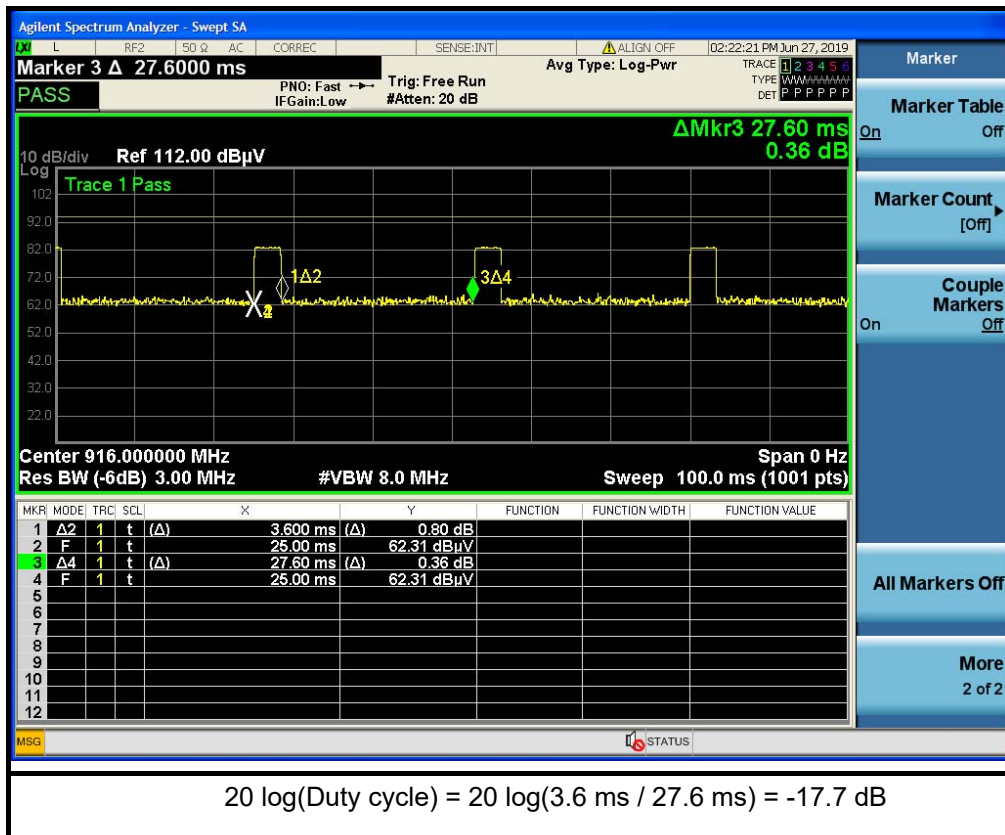 Agilent Spectrum Analyzer - Swept SA
LXI L RF2 50 Ω AC CORREC SENSE:INT ALIGN OFF 02:22:21 PM Jun 27, 2019
Marker 3 Δ 27.6000 ms
PASS
PNO: Fast
IFGain:Low
Trig: Free Run
#Atten: 20 dB
Avg Type: Log-Pwr
TRACE 1 2 3 4 5 6
TYPE WWWWWW
DET P P P P P P
ΔMkr3 27.60 ms
0.36 dB
10 dB/div Ref 112.00 dBµV
Log
Trace 1 Pass
102
92.0
82.0
72.0
62.0
52.0
42.0
32.0
22.0
1Δ2
3Δ4
Center 916.000000 MHz Span 0 Hz
Res BW (-6dB) 3.00 MHz #VBW 8.0 MHz Sweep 100.0 ms (1001 pts)
MKR MODE TRC SCL X Y FUNCTION FUNCTION WIDTH FUNCTION VALUE
1 Δ2 1 t (Δ) 3.600 ms (Δ) 0.80 dB
2 F 1 t 25.00 ms 62.31 dBµV
3 Δ4 1 t (Δ) 27.60 ms (Δ) 0.36 dB
4 F 1 t 25.00 ms 62.31 dBµV
5
6
7
8
9
10
11
12
MSG STATUS
Marker
Marker Table
On Off
Marker Count
[Off]
Couple
Markers
On Off
All Markers Off
More
2 of 2
20 log(Duty cycle) = 20 log(3.6 ms / 27.6 ms) = -17.7 dB